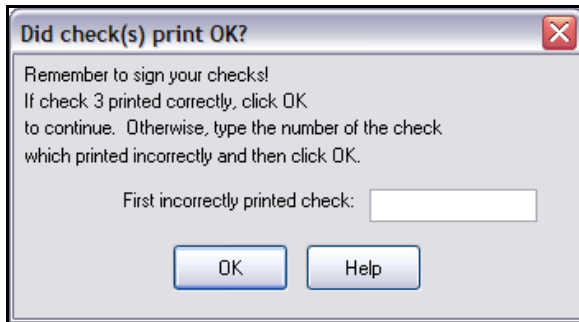 Did check(s) print OK?
Remember to sign your checks!
If check 3 printed correctly, click OK
to continue. Otherwise, type the number of the check
which printed incorrectly and then click OK.
First incorrectly printed check:
OK Help